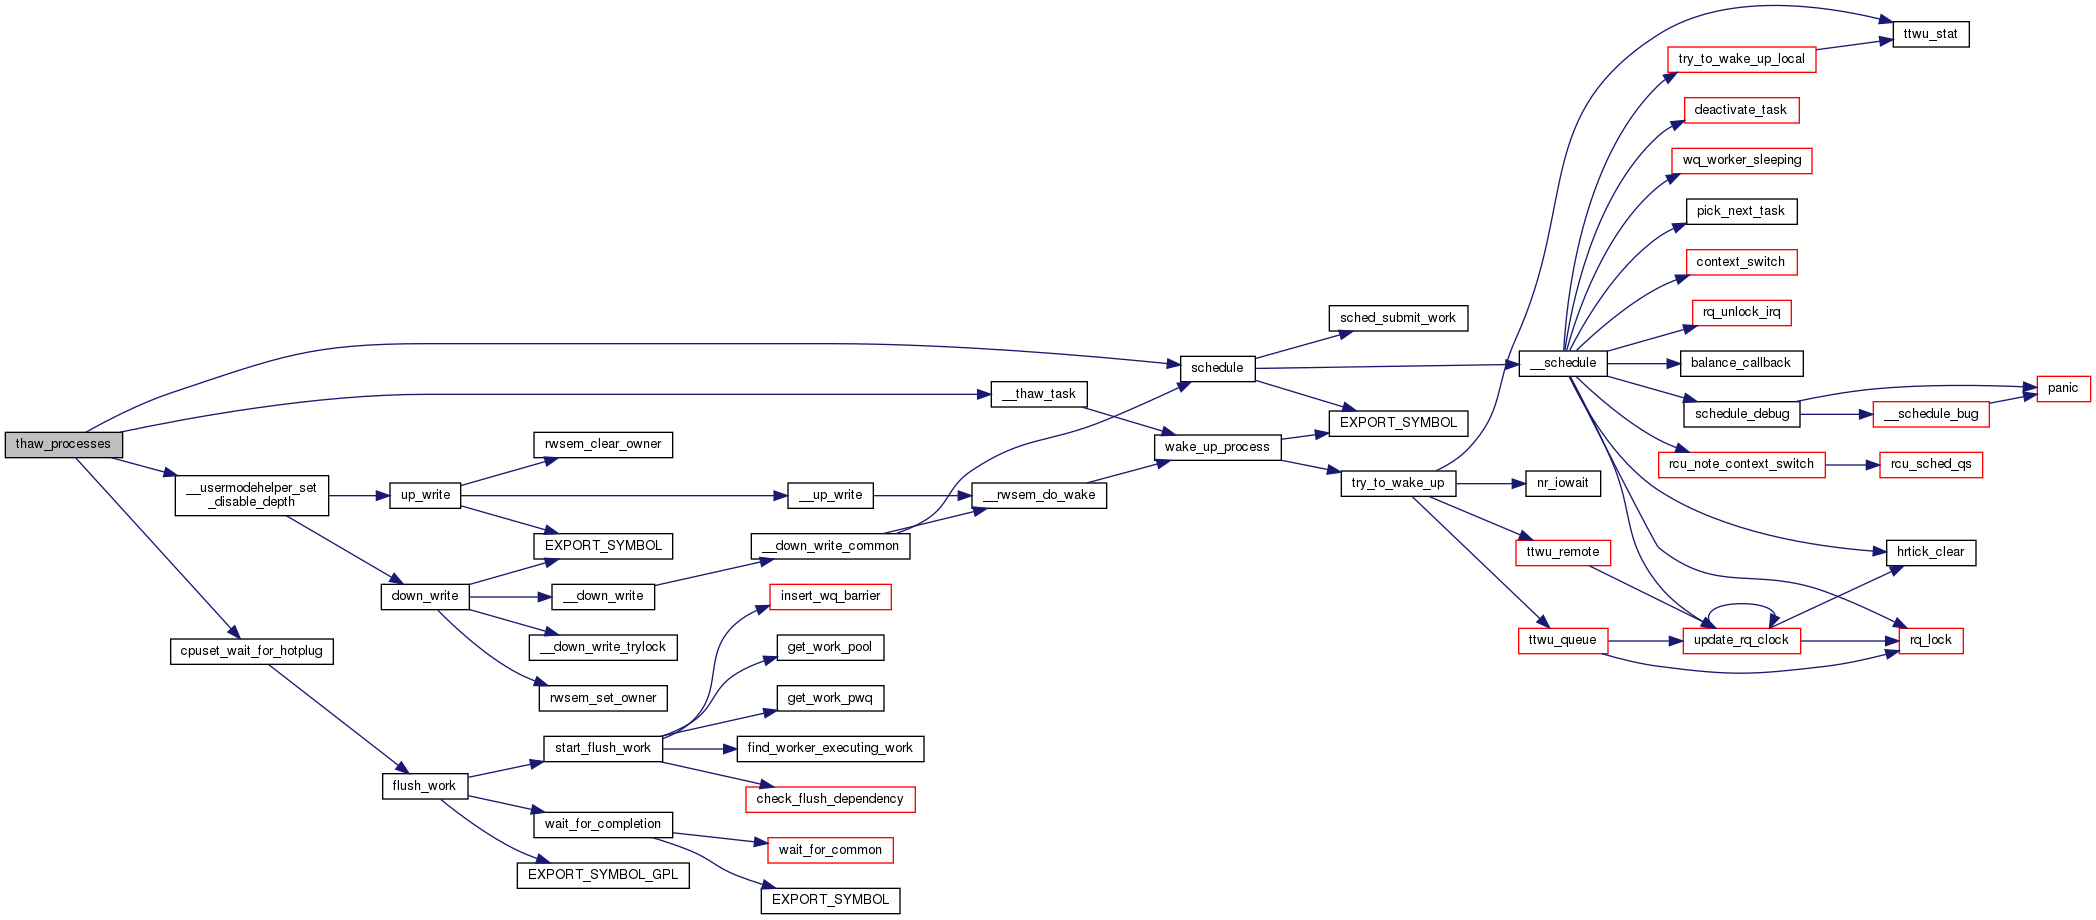 thaw_processes
__usermodehelper_set
_disable_depth
cpuset_wait_for_hotplug
up_write
down_write
flush_work
rwsem_clear_owner
EXPORT_SYMBOL
__down_write
__down_write_trylock
rwsem_set_owner
start_flush_work
wait_for_completion
EXPORT_SYMBOL_GPL
__up_write
__down_write_common
insert_wq_barrier
get_work_pool
get_work_pwq
find_worker_executing_work
check_flush_dependency
wait_for_common
EXPORT_SYMBOL
__thaw_task
__rwsem_do_wake
schedule
wake_up_process
sched_submit_work
EXPORT_SYMBOL
try_to_wake_up
__schedule
nr_iowait
ttwu_remote
ttwu_queue
try_to_wake_up_local
deactivate_task
wq_worker_sleeping
pick_next_task
context_switch
rq_unlock_irq
balance_callback
schedule_debug
rcu_note_context_switch
update_rq_clock
ttwu_stat
__schedule_bug
rcu_sched_qs
hrtick_clear
rq_lock
panic